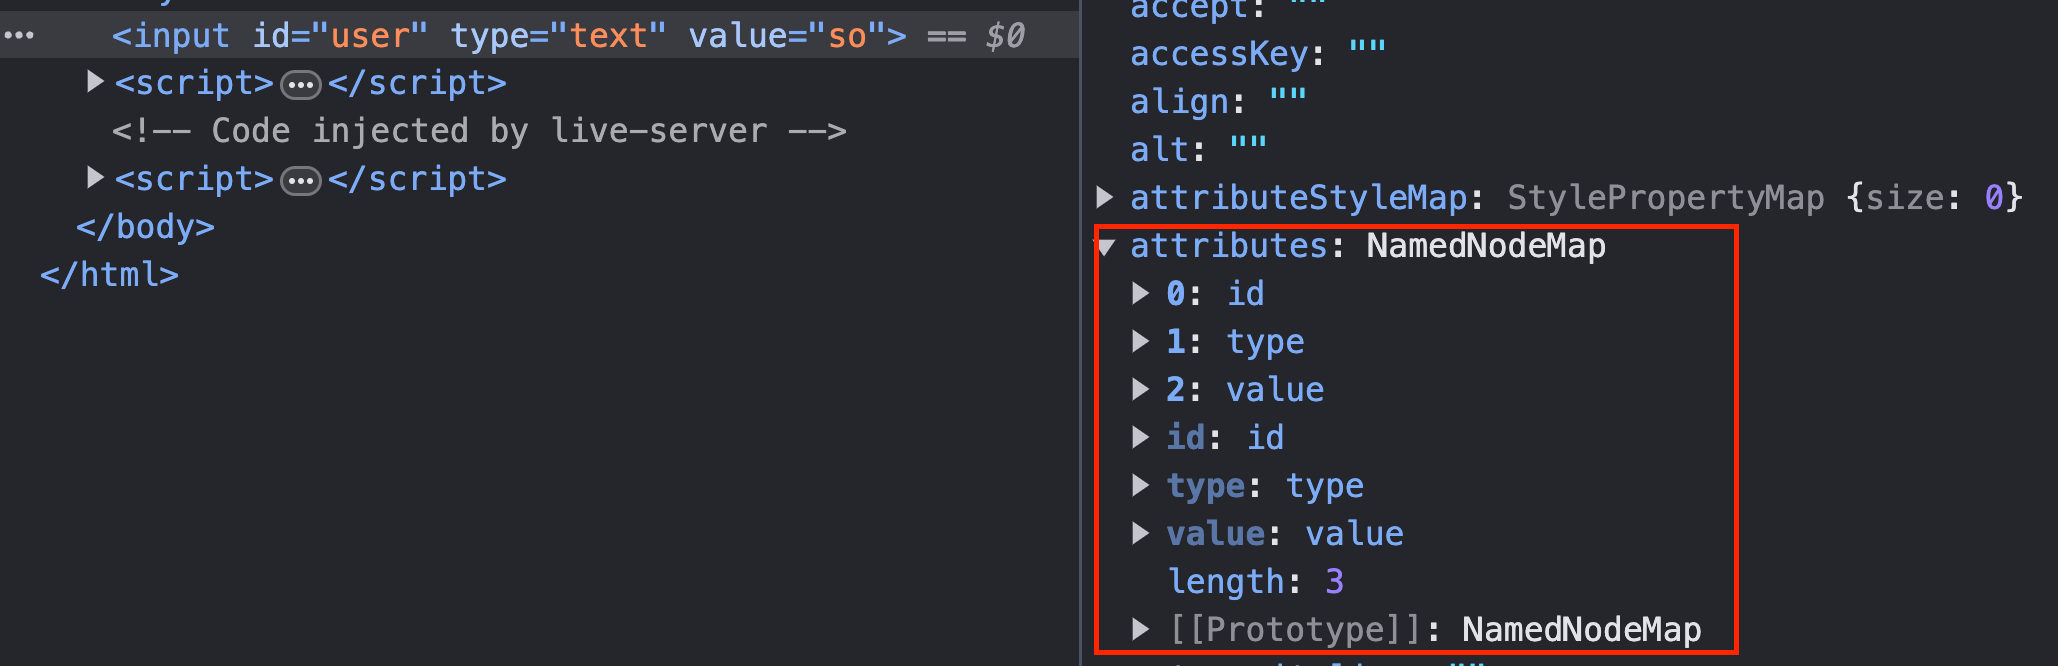 <input id="user" type="text" value="so"> == $0
<script>…</script>
<!-- Code injected by live-server -->
<script>…</script>
</body>
</html>
accept: ""
accessKey: ""
align: ""
alt: ""
attributeStyleMap: StylePropertyMap {size: 0}
attributes: NamedNodeMap
0: id
1: type
2: value
id: id
type: type
value: value
length: 3
[[Prototype]]: NamedNodeMap